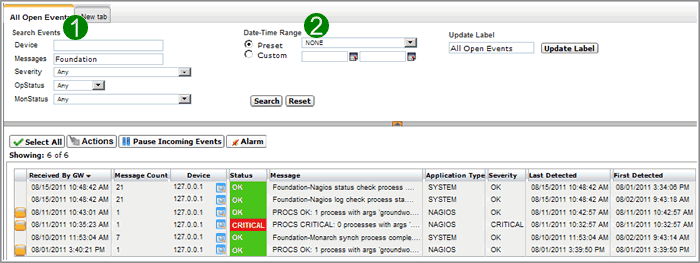 All Open Events New tab
1
2
Search Events
Device
Messages Foundation
Severity Any
OpStatus Any
MonStatus Any
Date-Time Range
Preset NONE
Custom
Search Reset
Update Label
All Open Events Update Label
Select All Actions Pause Incoming Events Alarm
Showing: 6 of 6
Received By GW Message Count Device Status Message Application Type Severity Last Detected First Detected
08/15/2011 10:48:42 AM 21 127.0.0.1 OK Foundation-Nagios status check process .... SYSTEM OK 08/15/2011 10:48:42 AM 08/01/2011 3:34:06 PM
08/15/2011 10:48:42 AM 21 127.0.0.1 OK Foundation-Nagios log check process sta.... SYSTEM OK 08/15/2011 10:48:42 AM 08/02/2011 9:43:18 AM
08/11/2011 10:43:01 AM 1 127.0.0.1 OK PROCS OK: 1 process with args 'groundwo.... NAGIOS OK 08/11/2011 10:42:57 AM 08/11/2011 10:42:57 AM
08/11/2011 10:35:23 AM 1 127.0.0.1 CRITICAL PROCS CRITICAL: 0 processes with args '.... NAGIOS CRITICAL 08/11/2011 10:32:57 AM 08/11/2011 10:32:57 AM
08/10/2011 11:53:04 AM 7 127.0.0.1 OK Foundation-Monarch synch process comple.... SYSTEM OK 08/10/2011 11:53:04 AM 08/02/2011 9:43:14 AM
08/01/2011 3:40:21 PM 1 127.0.0.1 OK PROCS OK: 1 process with args 'groundwo.... NAGIOS OK 08/01/2011 3:39:50 PM 08/01/2011 3:39:50 PM